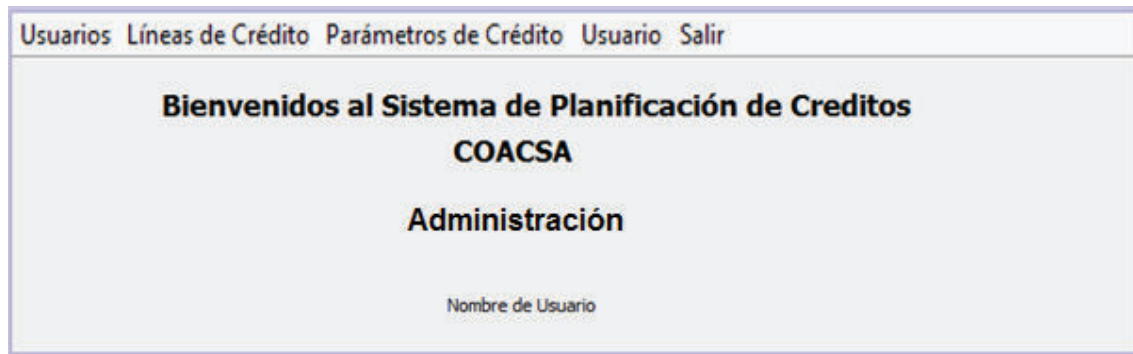 Usuarios Líneas de Crédito Parámetros de Crédito Usuario Salir
Bienvenidos al Sistema de Planificación de Creditos
COACSA
Administración
Nombre de Usuario